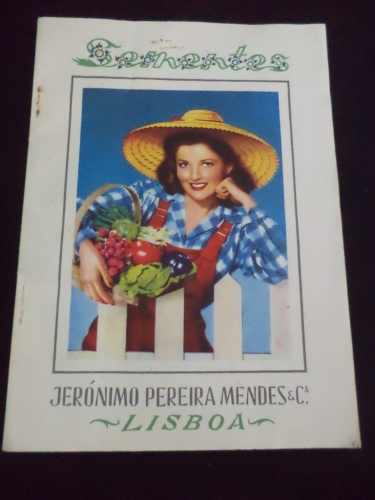 Sementes
JERÓNIMO PEREIRA MENDES & Cᴬ.
~LISBOA~